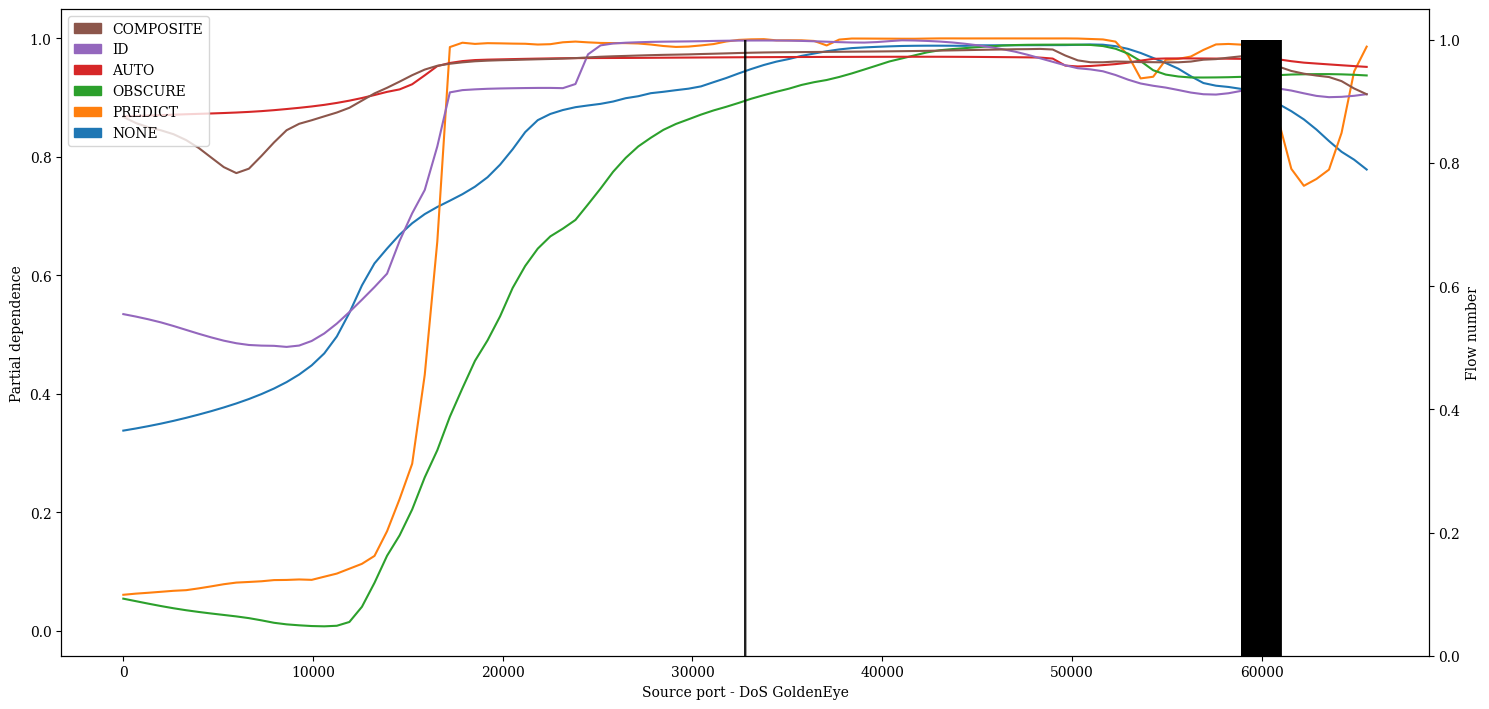 COMPOSITE
ID
AUTO
OBSCURE
PREDICT
NONE
Partial dependence
1.0
0.8
0.6
0.4
0.2
0.0
0 10000 20000 30000 40000 50000 60000
Source port - DoS GoldenEye
1.0
0.8
0.6
0.4
0.2
0.0
Flow number